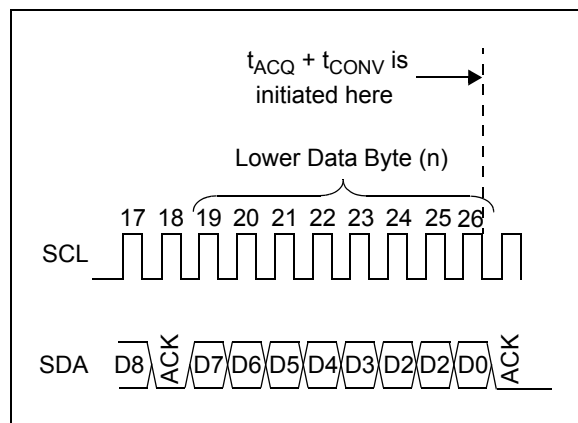 tACQ + tCONV is
initiated here
Lower Data Byte (n)
17 18 19 20 21 22 23 24 25 26
SCL
SDA D8 ACK D7 D6 D5 D4 D3 D2 D2 D0 ACK